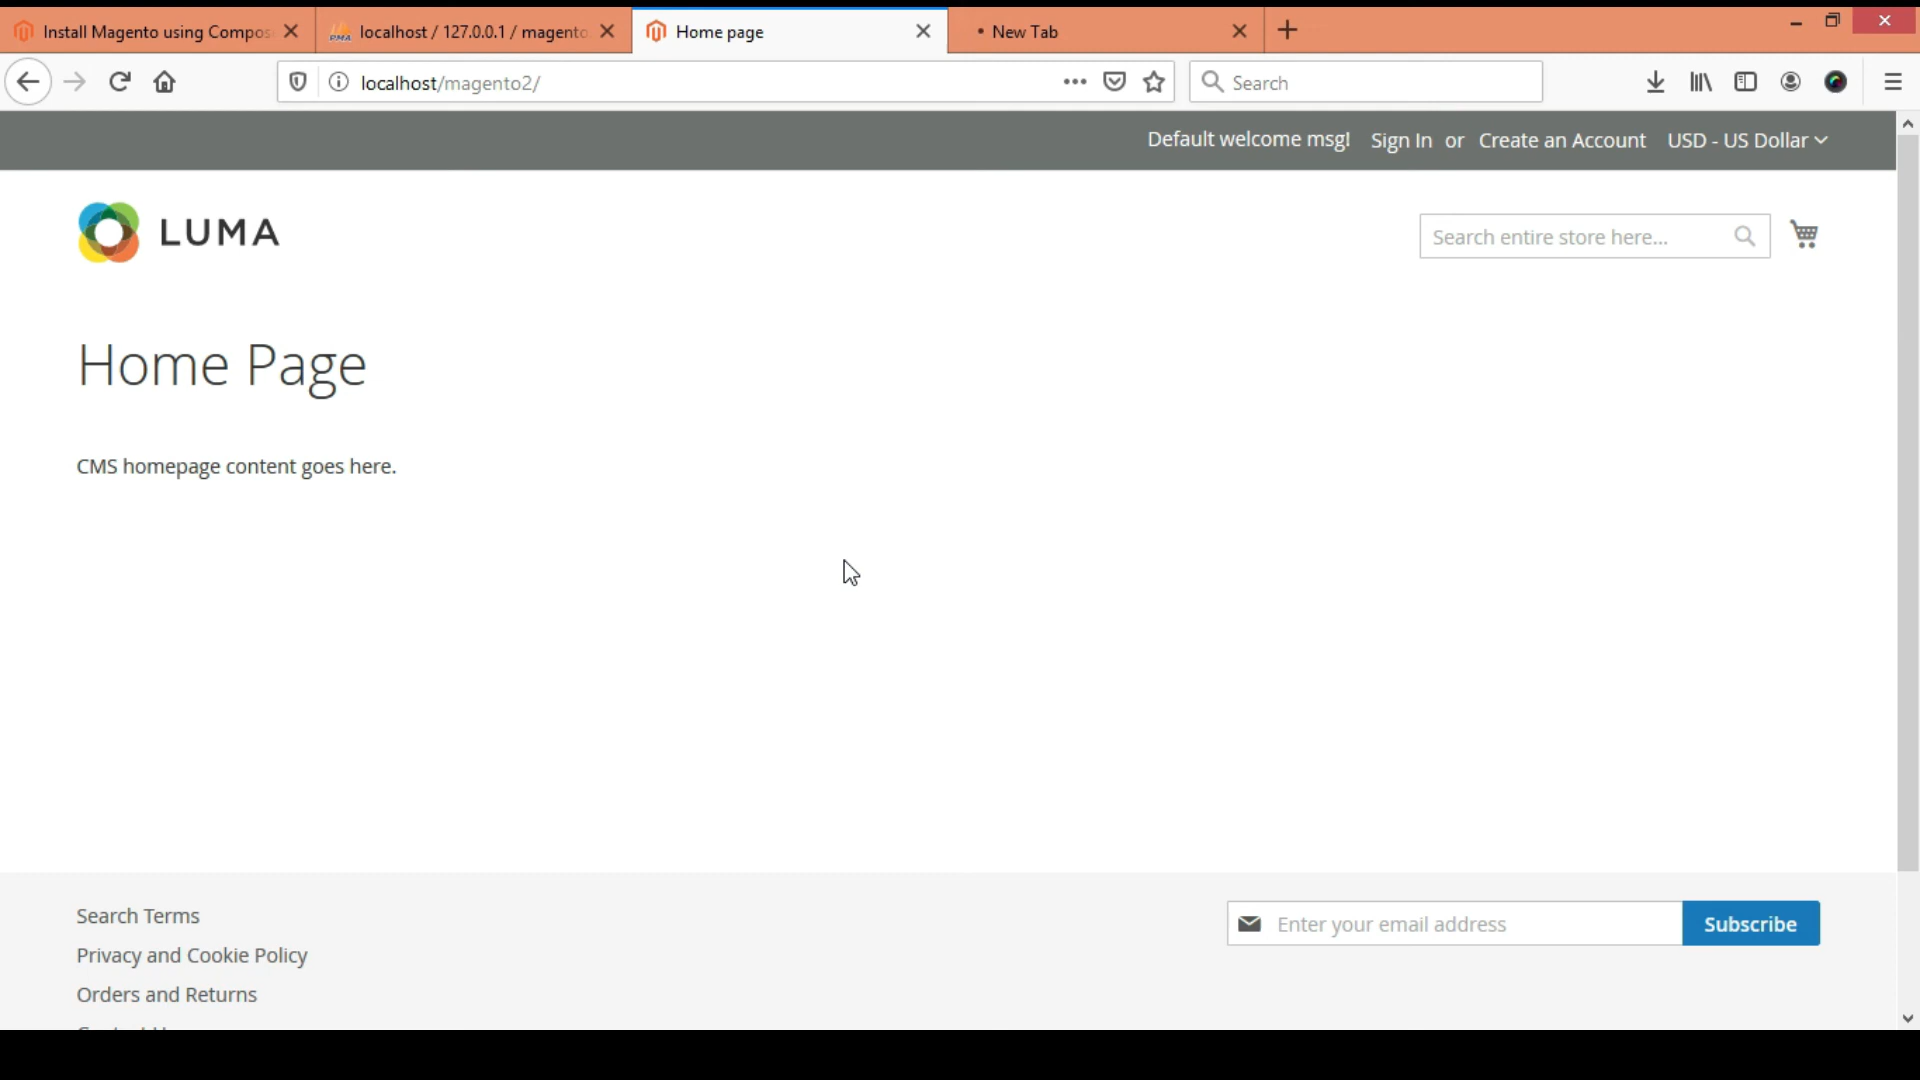 Install Magento using Compos
localhost / 127.0.0.1 / magento
Home page
New Tab
localhost/magento2/
Search
Default welcome msg! Sign In or Create an Account USD - US Dollar
LUMA
Search entire store here...
Home Page
CMS homepage content goes here.
Search Terms
Enter your email address
Subscribe
Privacy and Cookie Policy
Orders and Returns